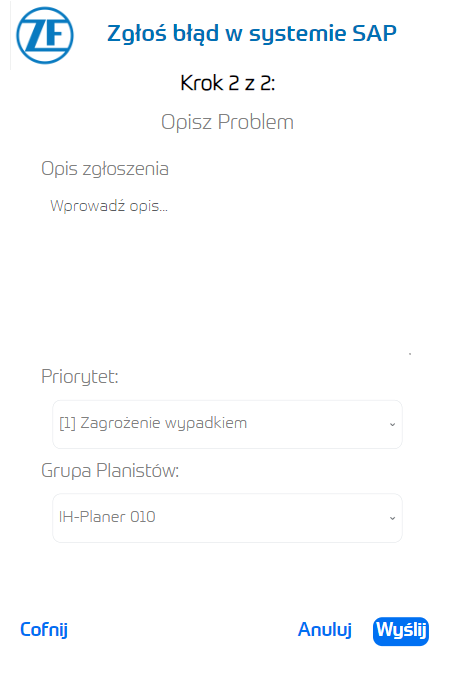 ZF
Zgłoś błąd w systemie SAP
Krok 2 z 2:
Opisz Problem
Opis zgłoszenia
Wprowadź opis...
Priorytet:
[1] Zagrożenie wypadkiem
Grupa Planistów:
IH-Planer 010
Cofnij
Anuluj
Wyślij